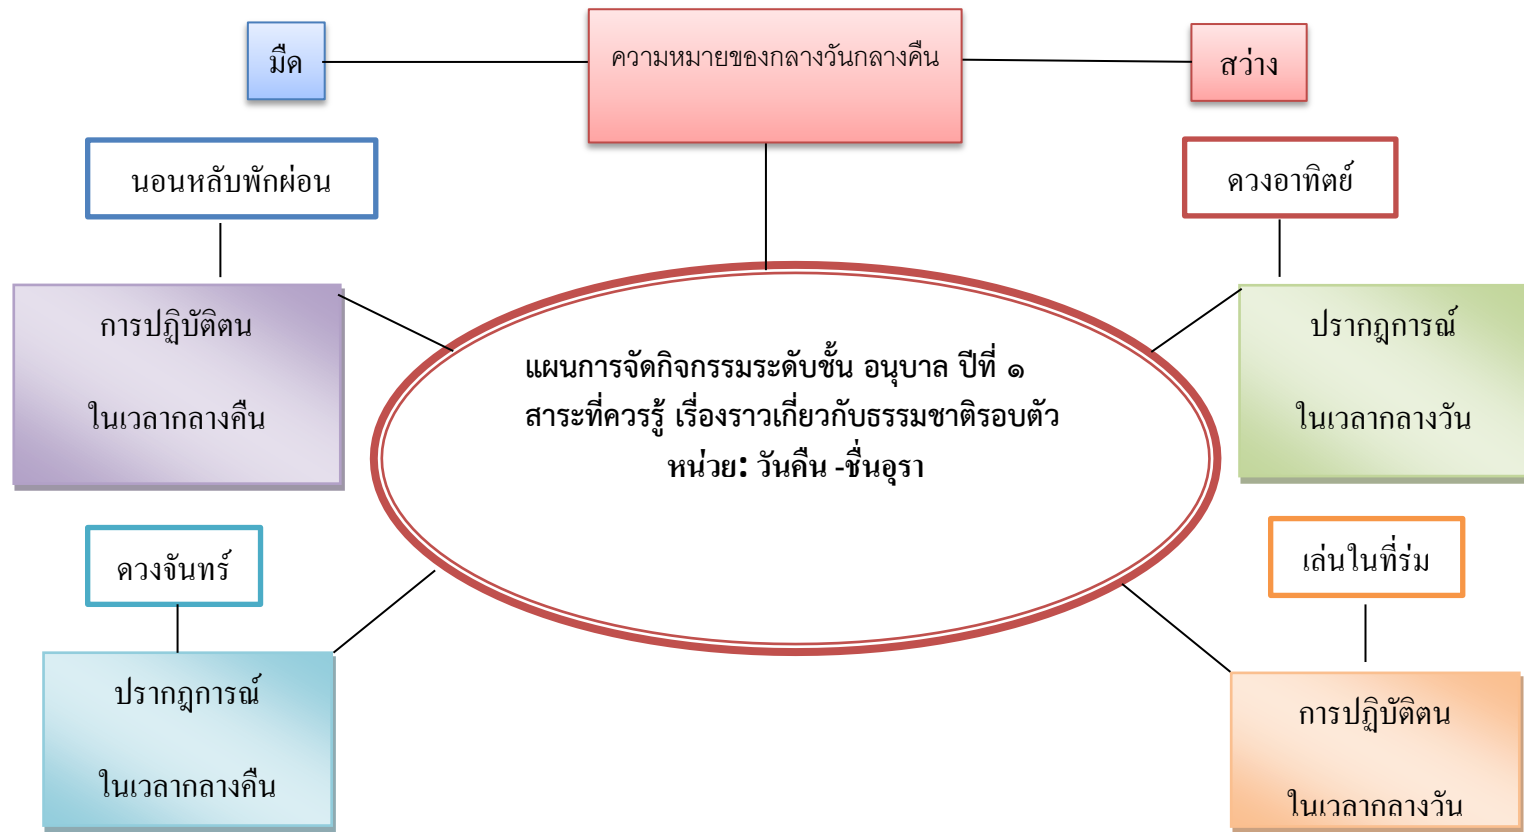 มืด
ความหมายของกลางวันกลางคืน
สว่าง
นอนหลับพักผ่อน
ดวงอาทิตย์
การปฏิบัติตน
ในเวลากลางคืน
ปรากฎการณ์
ในเวลากลางวัน
แผนการจัดกิจกรรมระดับชั้น อนุบาล ปีที่ ๑
สาระที่ควรรู้ เรื่องราวเกี่ยวกับธรรมชาติรอบตัว
หน่วย: วันคืน -ชื่นอุรา
ดวงจันทร์
เล่นในที่ร่ม
ปรากฎการณ์
ในเวลากลางคืน
การปฏิบัติตน
ในเวลากลางวัน